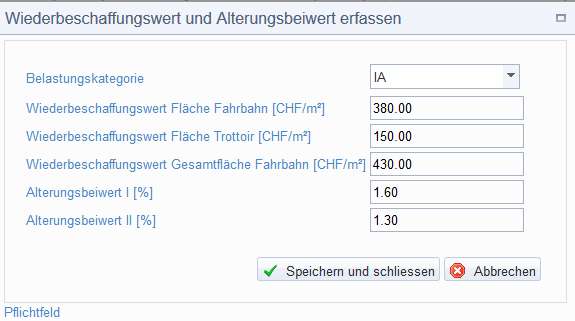 Wiederbeschaffungswert und Alterungsbeiwert erfassen
Belastungskategorie IA
Wiederbeschaffungswert Fläche Fahrbahn [CHF/m²] 380.00
Wiederbeschaffungswert Fläche Trottoir [CHF/m²] 150.00
Wiederbeschaffungswert Gesamtfläche Fahrbahn [CHF/m²] 430.00
Alterungsbeiwert I [%] 1.60
Alterungsbeiwert II [%] 1.30
Speichern und schliessen Abbrechen
Pflichtfeld